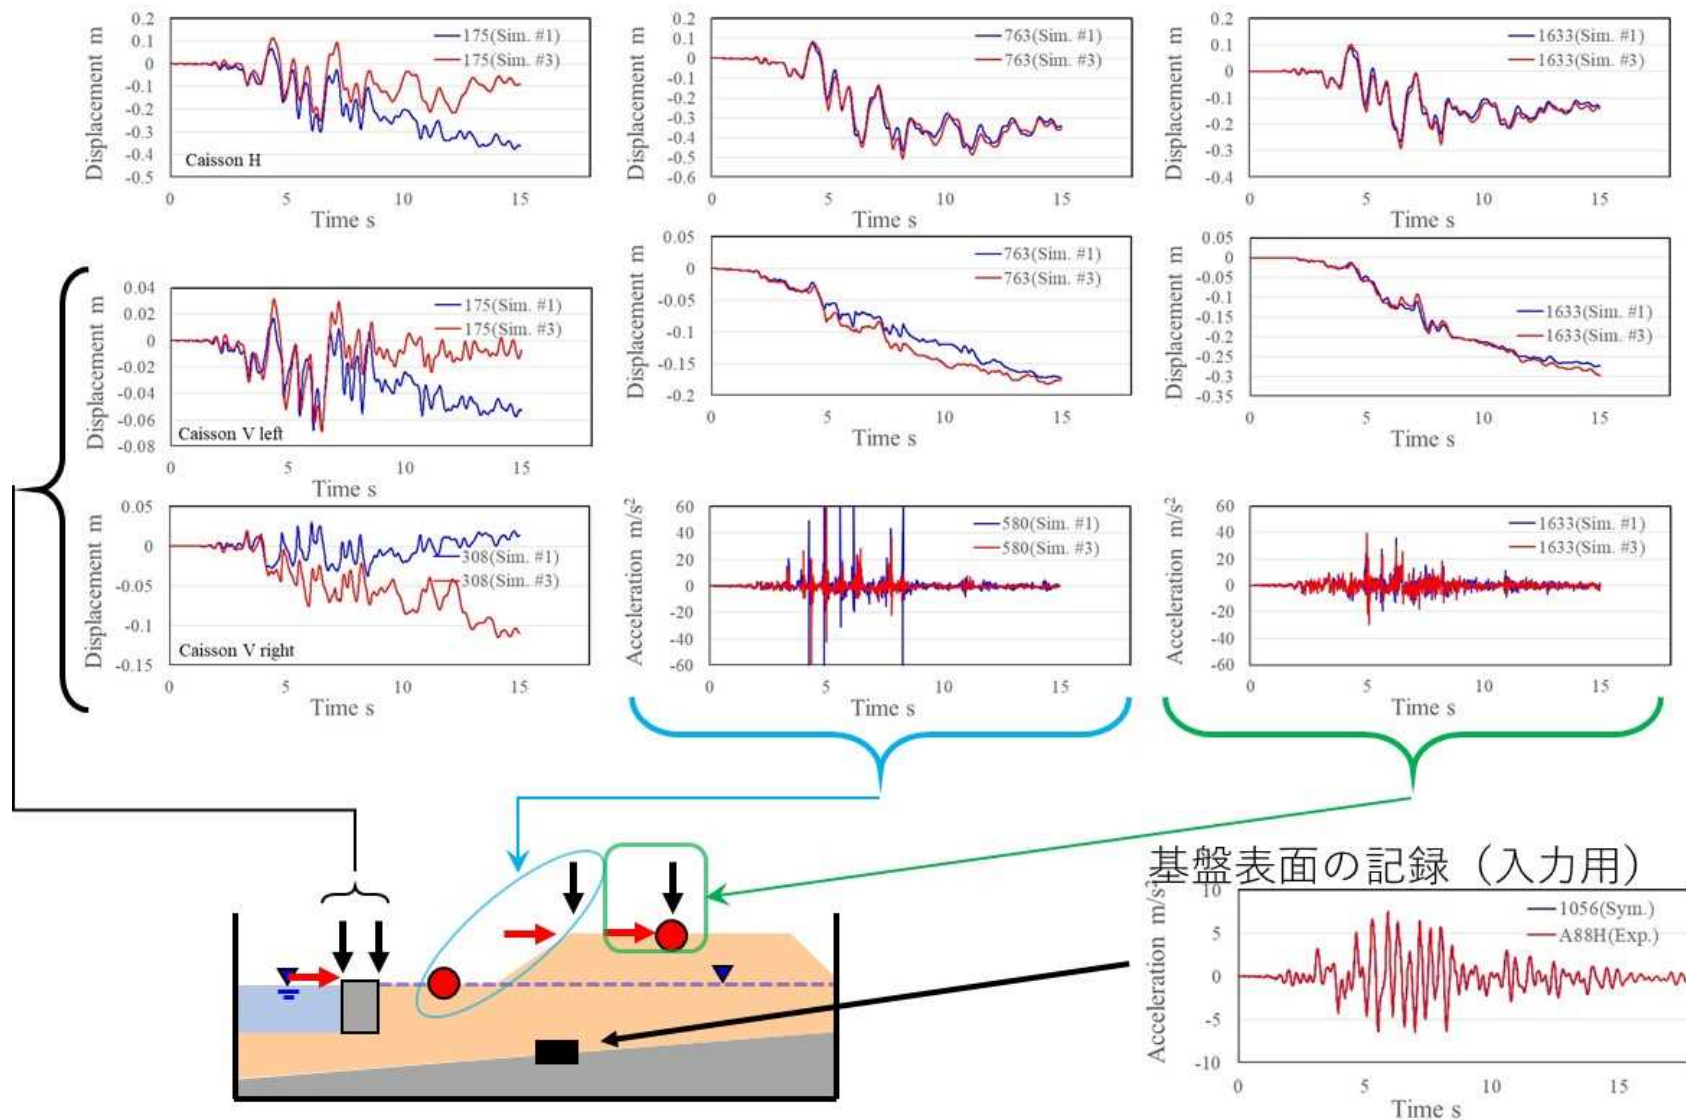 Displacement m
0.2
0.1
0
-0.1
-0.2
-0.3
-0.4
-0.5
175(Sim. #1)
175(Sim. #3)
Caisson H
0 5 10 15
Time s
Displacement m
0.2
0.1
0
-0.1
-0.2
-0.3
-0.4
-0.5
-0.6
763(Sim. #1)
763(Sim. #3)
0 5 10 15
Time s
Displacement m
0.2
0.1
0
-0.1
-0.2
-0.3
-0.4
1633(Sim. #1)
1633(Sim. #3)
0 5 10 15
Time s
Displacement m
0.04
0.02
0
-0.02
-0.04
-0.06
-0.08
175(Sim. #1)
175(Sim. #3)
Caisson V left
0 5 10 15
Time s
Displacement m
0.05
0
-0.05
-0.1
-0.15
-0.2
763(Sim. #1)
763(Sim. #3)
0 5 10 15
Time s
Displacement m
0.05
0
-0.05
-0.1
-0.15
-0.2
-0.25
-0.3
-0.35
1633(Sim. #1)
1633(Sim. #3)
0 5 10 15
Time s
Displacement m
0.05
0
-0.05
-0.1
-0.15
308(Sim. #1)
308(Sim. #3)
Caisson V right
0 5 10 15
Time s
Acceleration m/s²
60
40
20
0
-20
-40
-60
580(Sim. #1)
580(Sim. #3)
0 5 10 15
Time s
Acceleration m/s²
60
40
20
0
-20
-40
-60
1633(Sim. #1)
1633(Sim. #3)
0 5 10 15
Time s
基盤表面の記録（入力用）
Acceleration m/s²
10
5
0
-5
-10
1056(Sym.)
A88H(Exp.)
0 5 10 15
Time s